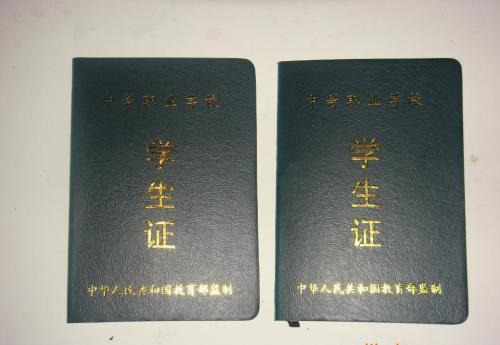 中等职业学校
学生证
中华人民共和国教育部监制
中等职业学校
学生证
中华人民共和国教育部监制